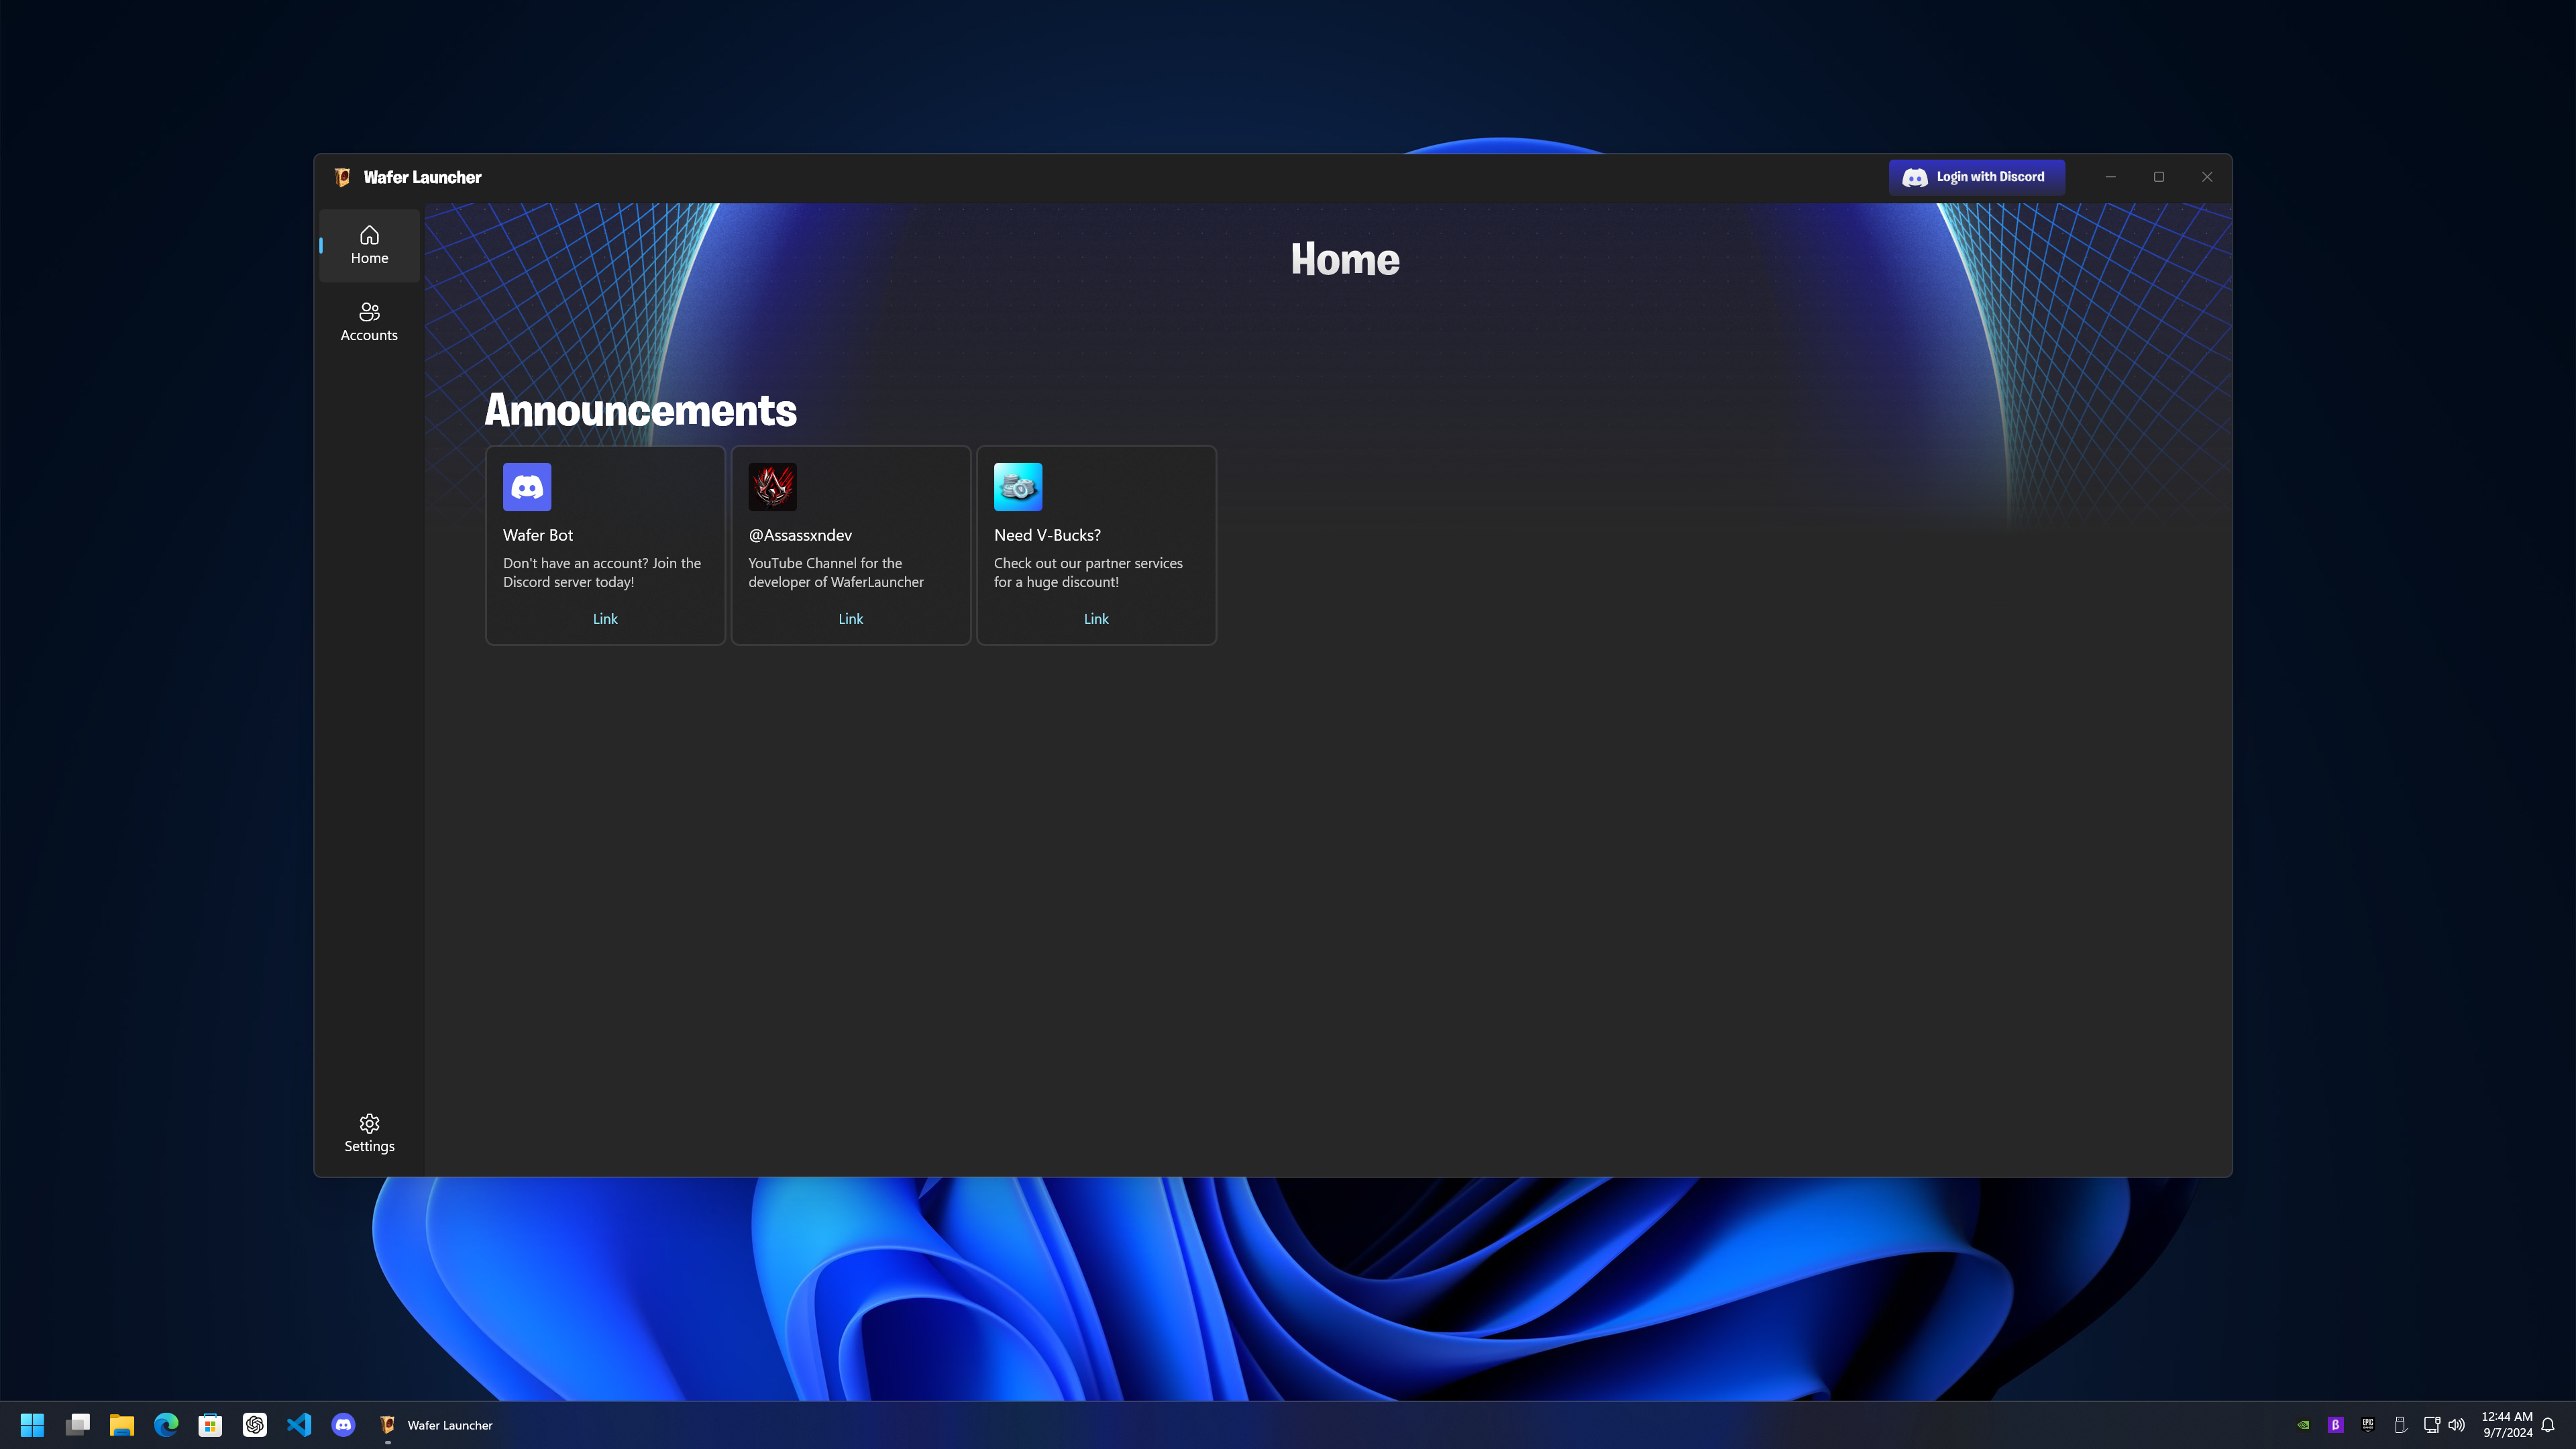 Wafer Launcher
Login with Discord
Home
Accounts
Settings
Home
Announcements
Wafer Bot
Don't have an account? Join the
Discord server today!
Link
@Assassxndev
YouTube Channel for the
developer of WaferLauncher
Link
Need V-Bucks?
Check out our partner services
for a huge discount!
Link
Wafer Launcher
β
EPIC
12:44 AM
9/7/2024